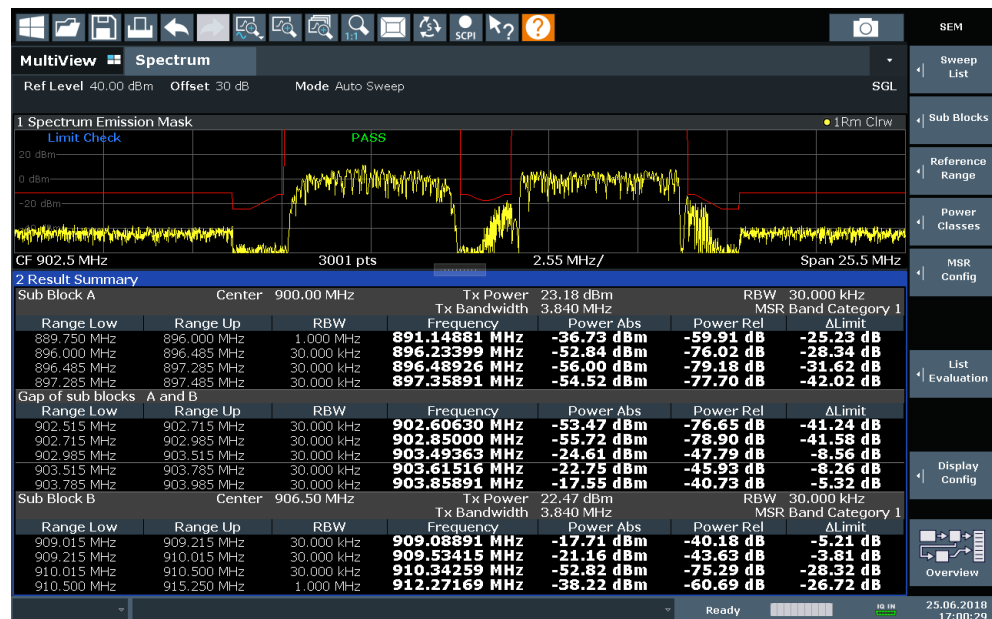 1:1
SCPI
?
?
SEM
MultiView Spectrum
Ref Level 40.00 dBm Offset 30 dB Mode Auto Sweep SGL
1 Spectrum Emission Mask 1Rm Clrw
Limit Check PASS
20 dBm
0 dBm
-20 dBm
CF 902.5 MHz 3001 pts 2.55 MHz/ Span 25.5 MHz
2 Result Summary
Sub Block A Center 900.00 MHz Tx Power 23.18 dBm RBW 30.000 kHz
Tx Bandwidth 3.840 MHz MSR Band Category 1
Range Low Range Up RBW Frequency Power Abs Power Rel ΔLimit
889.750 MHz 896.000 MHz 1.000 MHz 891.14881 MHz -36.73 dBm -59.91 dB -25.23 dB
896.000 MHz 896.485 MHz 30.000 kHz 896.23399 MHz -52.84 dBm -76.02 dB -28.34 dB
896.485 MHz 897.285 MHz 30.000 kHz 896.48926 MHz -56.00 dBm -79.18 dB -31.62 dB
897.285 MHz 897.485 MHz 30.000 kHz 897.35891 MHz -54.52 dBm -77.70 dB -42.02 dB
Gap of sub blocks A and B
Range Low Range Up RBW Frequency Power Abs Power Rel ΔLimit
902.515 MHz 902.715 MHz 30.000 kHz 902.60630 MHz -53.47 dBm -76.65 dB -41.24 dB
902.715 MHz 902.985 MHz 30.000 kHz 902.85000 MHz -55.72 dBm -78.90 dB -41.58 dB
902.985 MHz 903.515 MHz 30.000 kHz 903.49363 MHz -24.61 dBm -47.79 dB -8.56 dB
903.515 MHz 903.785 MHz 30.000 kHz 903.61516 MHz -22.75 dBm -45.93 dB -8.26 dB
903.785 MHz 903.985 MHz 30.000 kHz 903.85891 MHz -17.55 dBm -40.73 dB -5.32 dB
Sub Block B Center 906.50 MHz Tx Power 22.47 dBm RBW 30.000 kHz
Tx Bandwidth 3.840 MHz MSR Band Category 1
Range Low Range Up RBW Frequency Power Abs Power Rel ΔLimit
909.015 MHz 909.215 MHz 30.000 kHz 909.08891 MHz -17.71 dBm -40.18 dB -5.21 dB
909.215 MHz 910.015 MHz 30.000 kHz 909.53415 MHz -21.16 dBm -43.63 dB -3.81 dB
910.015 MHz 910.500 MHz 30.000 kHz 910.34259 MHz -52.82 dBm -75.29 dB -28.32 dB
910.500 MHz 915.250 MHz 1.000 MHz 912.27169 MHz -38.22 dBm -60.69 dB -26.72 dB
Sweep
List
Sub Blocks
Reference
Range
Power
Classes
MSR
Config
List
Evaluation
Display
Config
Overview
Ready
IQ IN
25.06.2018
17:00:29